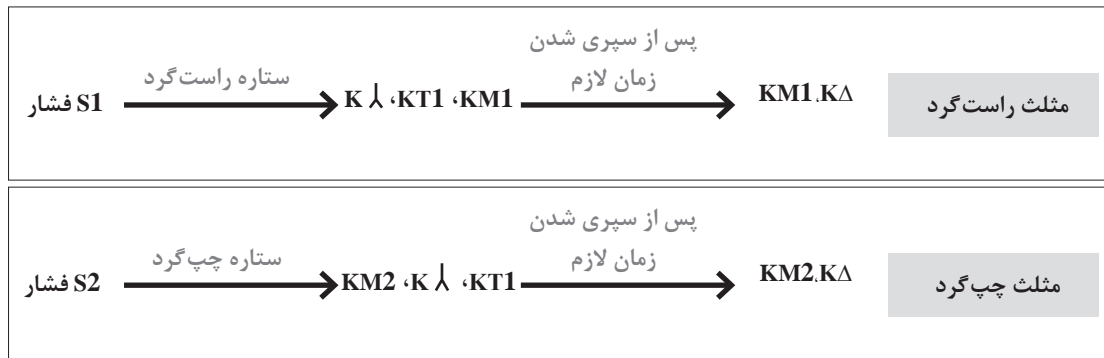 فشار S1
ستاره راست‌گرد
K⅄ ،KT1 ،KM1
پس از سپری شدن
زمان لازم
KM1،KΔ
مثلث راست‌گرد
فشار S2
ستاره چپ‌گرد
KM2 ،K⅄ ،KT1
پس از سپری شدن
زمان لازم
KM2،KΔ
مثلث چپ‌گرد